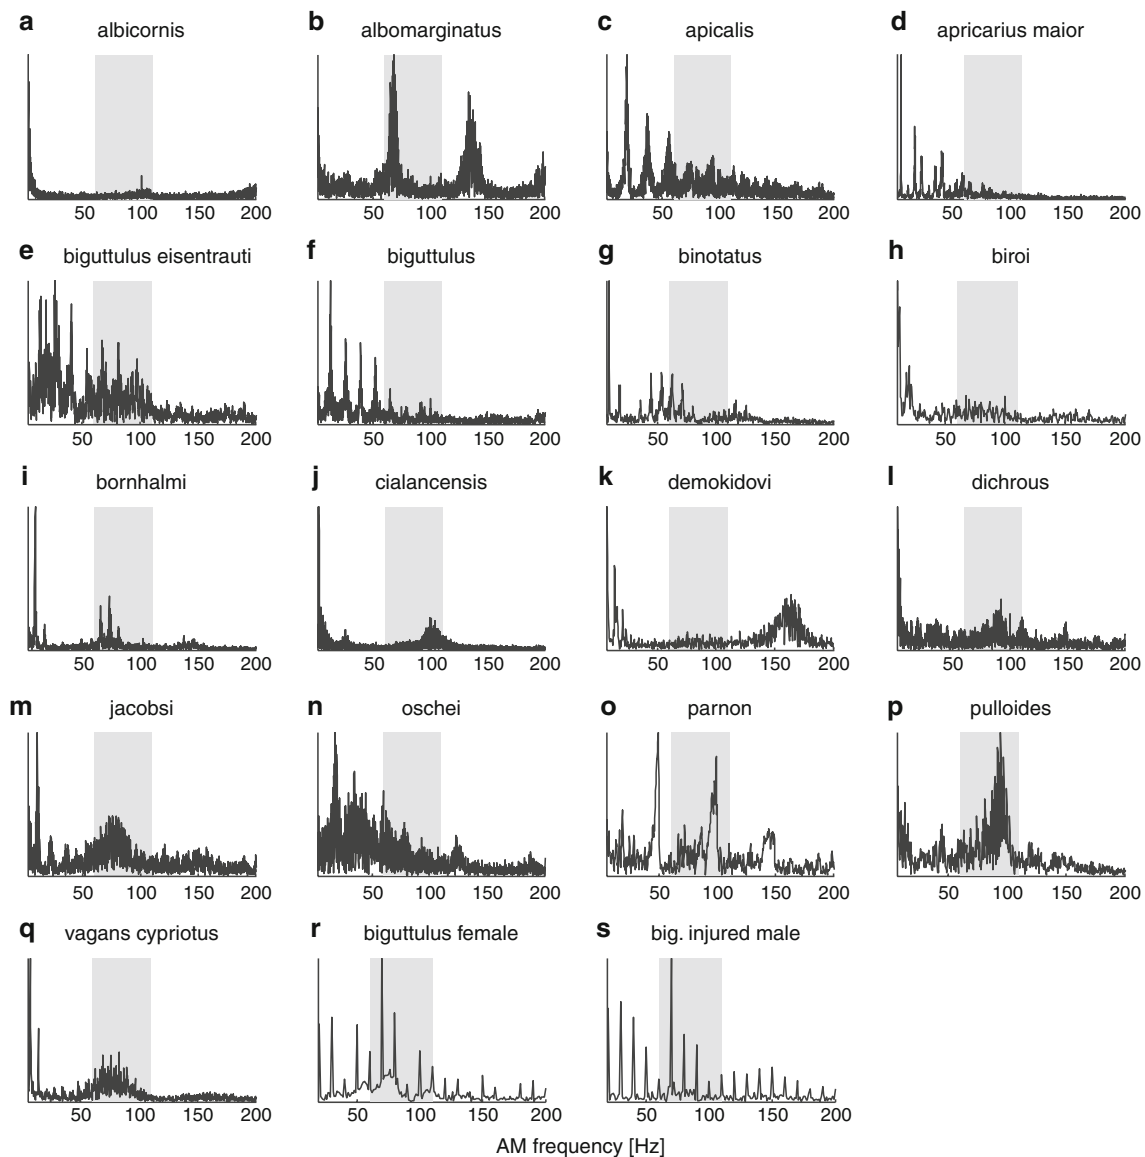 a albicornis
b albomarginatus
c apicalis
d apricarius maior
50 100 150 200
50 100 150 200
50 100 150 200
50 100 150 200
e biguttulus eisentrauti
f biguttulus
g binotatus
h biroi
50 100 150 200
50 100 150 200
50 100 150 200
50 100 150 200
i bornhalmi
j cialancensis
k demokidovi
l dichrous
50 100 150 200
50 100 150 200
50 100 150 200
50 100 150 200
m jacobsi
n oschei
o parnon
p pulloides
50 100 150 200
50 100 150 200
50 100 150 200
50 100 150 200
q vagans cypriotus
r biguttulus female
s big. injured male
50 100 150 200
50 100 150 200
50 100 150 200
AM frequency [Hz]